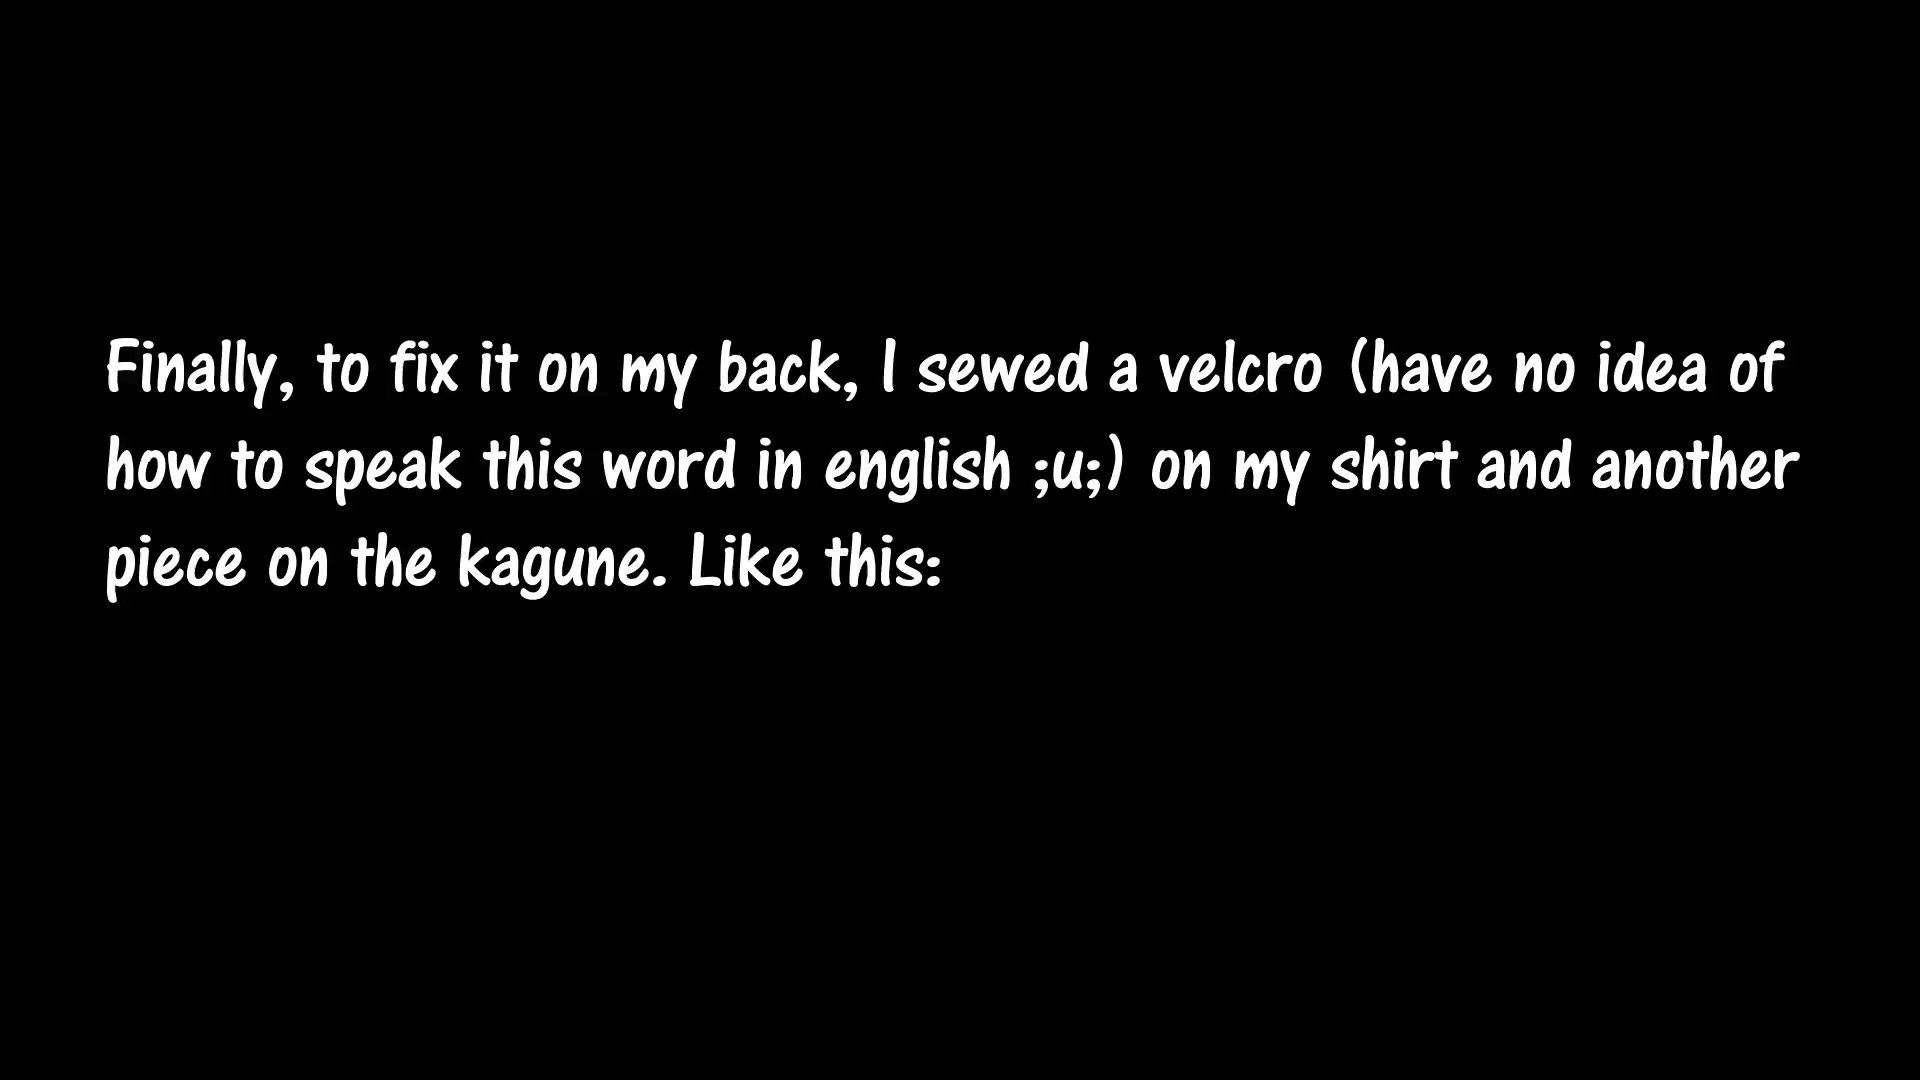 Finally, to fix it on my back, I sewed a velcro (have no idea of
how to speak this word in english ;u;) on my shirt and another
piece on the kagune. Like this: